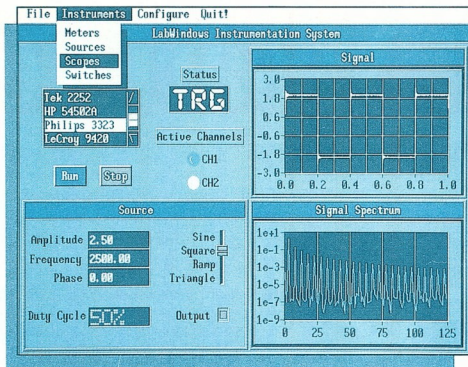 File Instruments Configure Quit!
Meters
Sources
Scopes
Switches
LabWindows Instrumentation System
Tek 2252
HP 54502A
Philips 3323
LeCroy 9420
Status
TRG
Active Channels
CH1
CH2
Run Stop
Signal
3.0
1.8
0.6
-0.6
-1.8
-3.0
0.0 0.2 0.4 0.6 0.8 1.0
Source
Amplitude 2.50
Frequency 2500.00
Phase 0.00
Sine
Square
Ramp
Triangle
Duty Cycle 50%
Output
Signal Spectrum
1e+1
1e-1
1e-3
1e-5
1e-7
1e-9
0 25 50 75 100 125